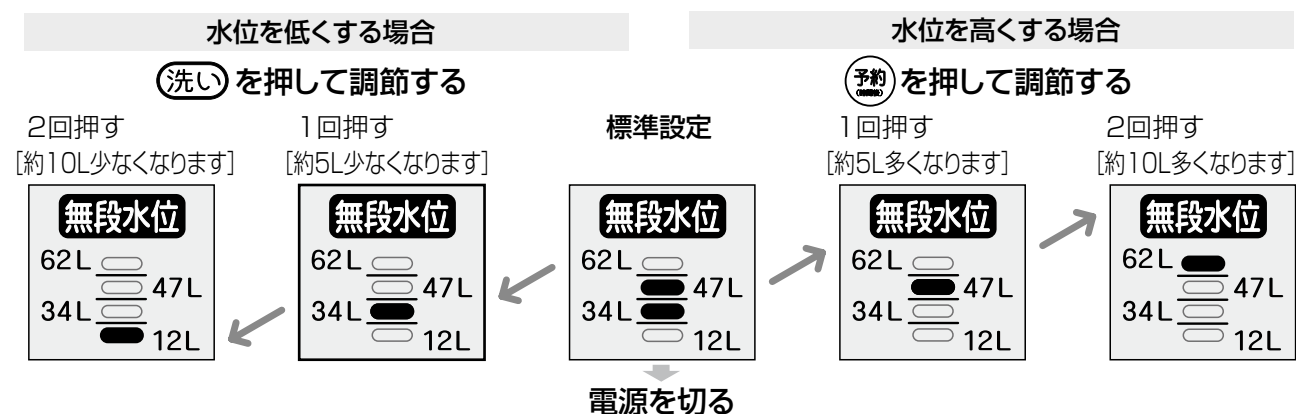 水位を低くする場合
洗いを押して調節する
2回押す
[約10L少なくなります]
無段水位
62L
47L
34L
12L
1回押す
[約5L少なくなります]
無段水位
62L
47L
34L
12L
標準設定
無段水位
62L
47L
34L
12L
電源を切る
水位を高くする場合
予約を押して調節する
1回押す
[約5L多くなります]
無段水位
62L
47L
34L
12L
2回押す
[約10L多くなります]
無段水位
62L
47L
34L
12L